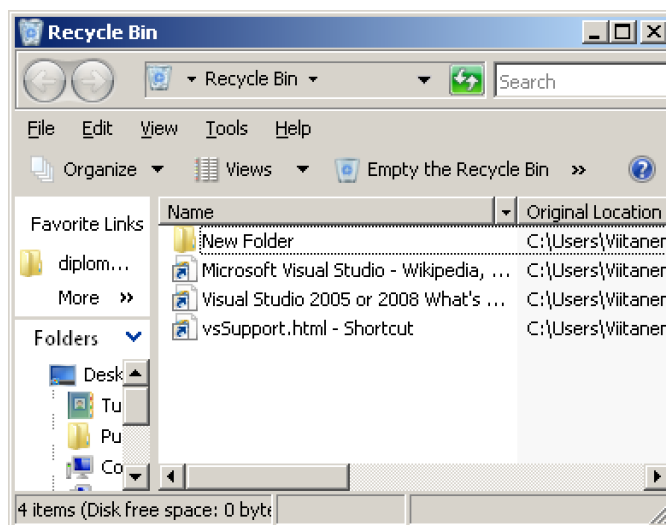 Recycle Bin
Recycle Bin
Search
File Edit View Tools Help
Organize Views Empty the Recycle Bin »
Favorite Links
diplom...
More »
Folders
Name Original Location
New Folder C:\Users\Viitaner
Microsoft Visual Studio - Wikipedia, ... C:\Users\Viitaner
Visual Studio 2005 or 2008 What's ... C:\Users\Viitaner
vsSupport.html - Shortcut C:\Users\Viitaner
Desk
Tu
Pu
Co
4 items (Disk free space: 0 byte